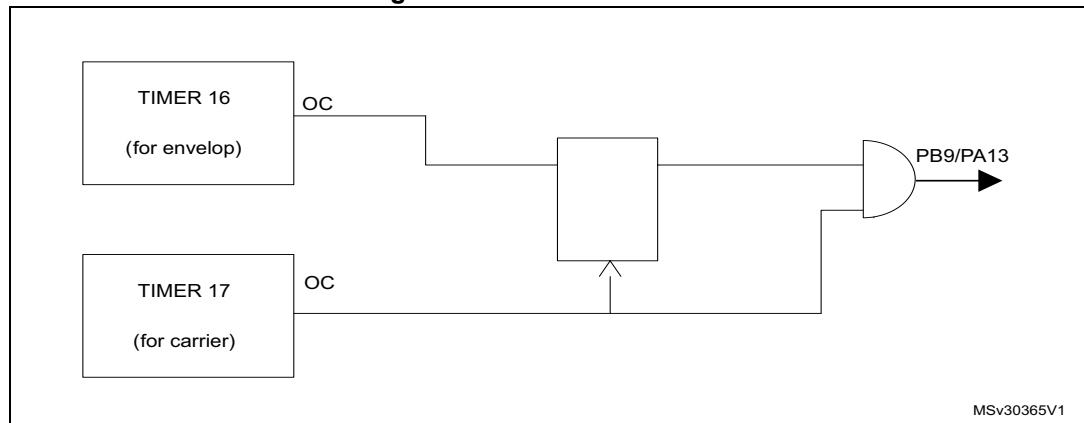 TIMER 16
(for envelop)
OC
TIMER 17
(for carrier)
OC
PB9/PA13
MSv30365V1